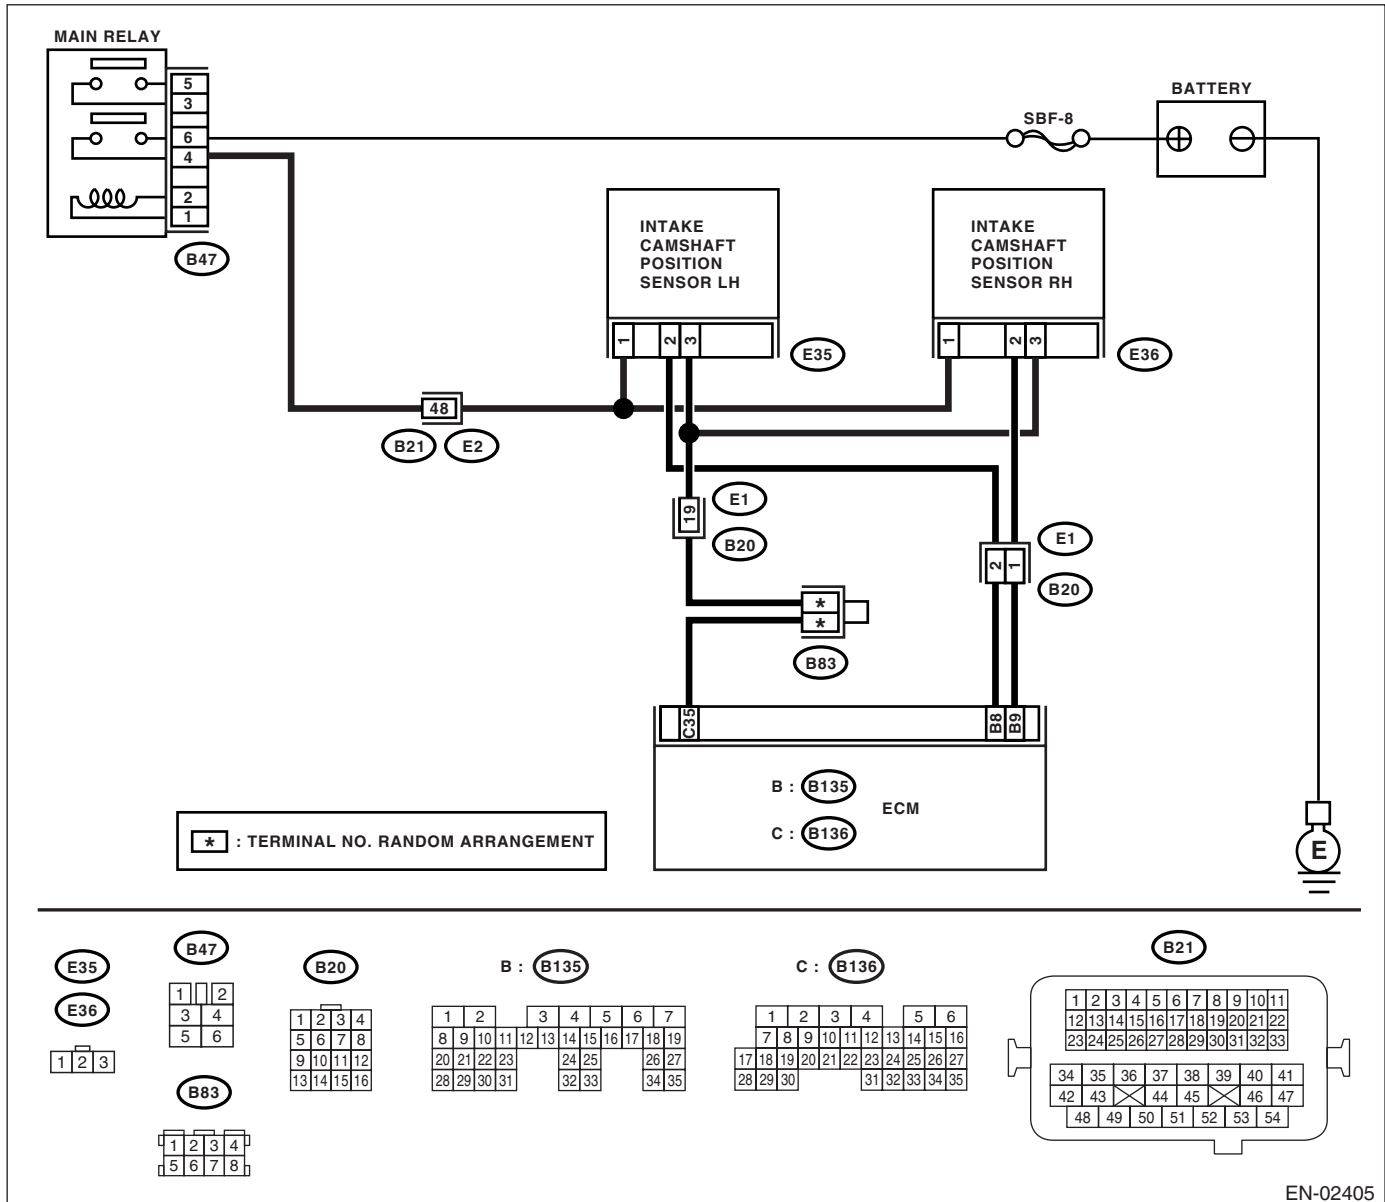 MAIN RELAY
5
3
6
4
2
1
B47
SBF-8
BATTERY
INTAKE
CAMSHAFT
POSITION
SENSOR LH
1
2
3
E35
INTAKE
CAMSHAFT
POSITION
SENSOR RH
1
2
3
E36
48
B21 E2
19
E1
B20
2
1
E1
B20
*
*
B83
C35
B8
B9
B : B135
ECM
C : B136
* : TERMINAL NO. RANDOM ARRANGEMENT
E
E35
E36
1 2 3
B47
1 2
3 4
5 6
B83
1 2 3 4
5 6 7 8
B20
1 2 3 4
5 6 7 8
9 10 11 12
13 14 15 16
B : B135
1 2 3 4 5 6 7
8 9 10 11 12 13 14 15 16 17 18 19
20 21 22 23 24 25 26 27
28 29 30 31 32 33 34 35
C : B136
1 2 3 4 5 6
7 8 9 10 11 12 13 14 15 16
17 18 19 20 21 22 23 24 25 26 27
28 29 30 31 32 33 34 35
B21
1 2 3 4 5 6 7 8 9 10 11
12 13 14 15 16 17 18 19 20 21 22
23 24 25 26 27 28 29 30 31 32 33
34 35 36 37 38 39 40 41
42 43 44 45 46 47
48 49 50 51 52 53 54
EN-02405